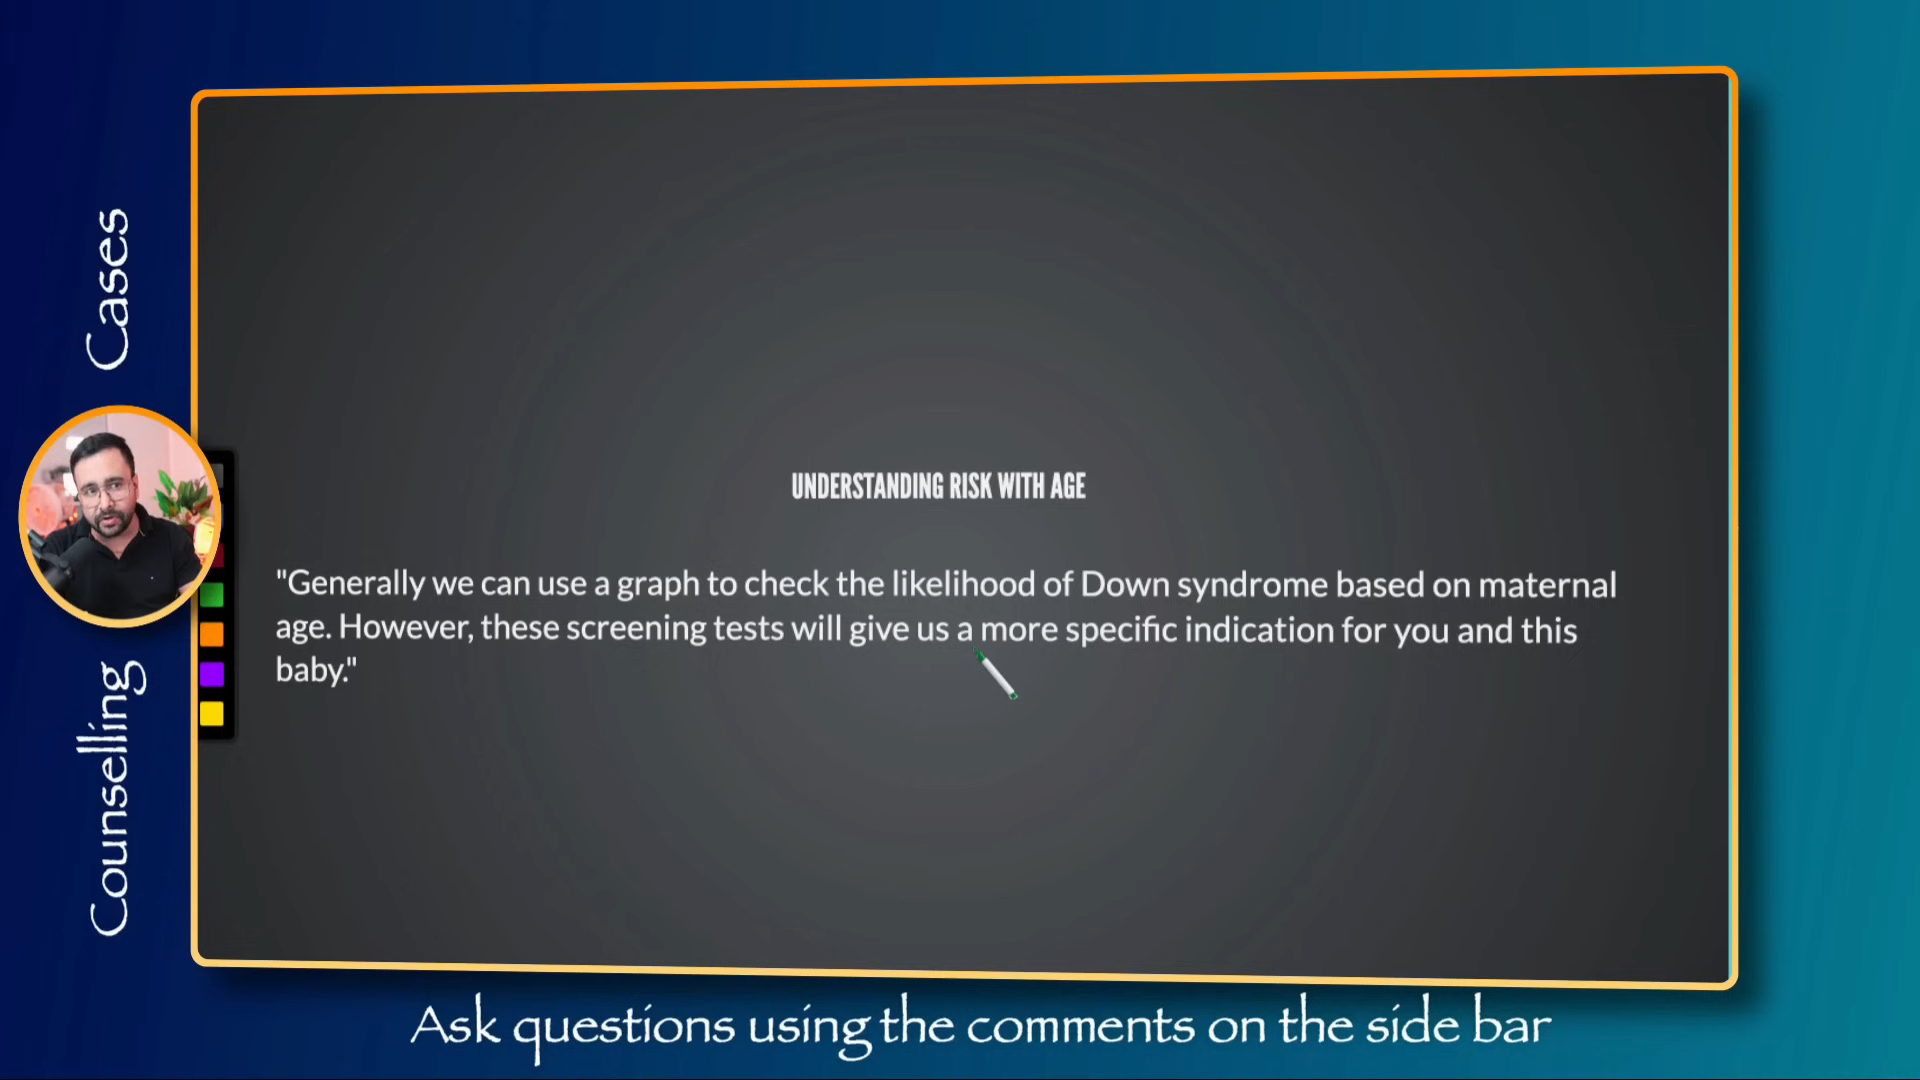 Counselling Cases
UNDERSTANDING RISK WITH AGE
"Generally we can use a graph to check the likelihood of Down syndrome based on maternal
age. However, these screening tests will give us a more specific indication for you and this
baby."
Ask questions using the comments on the side bar